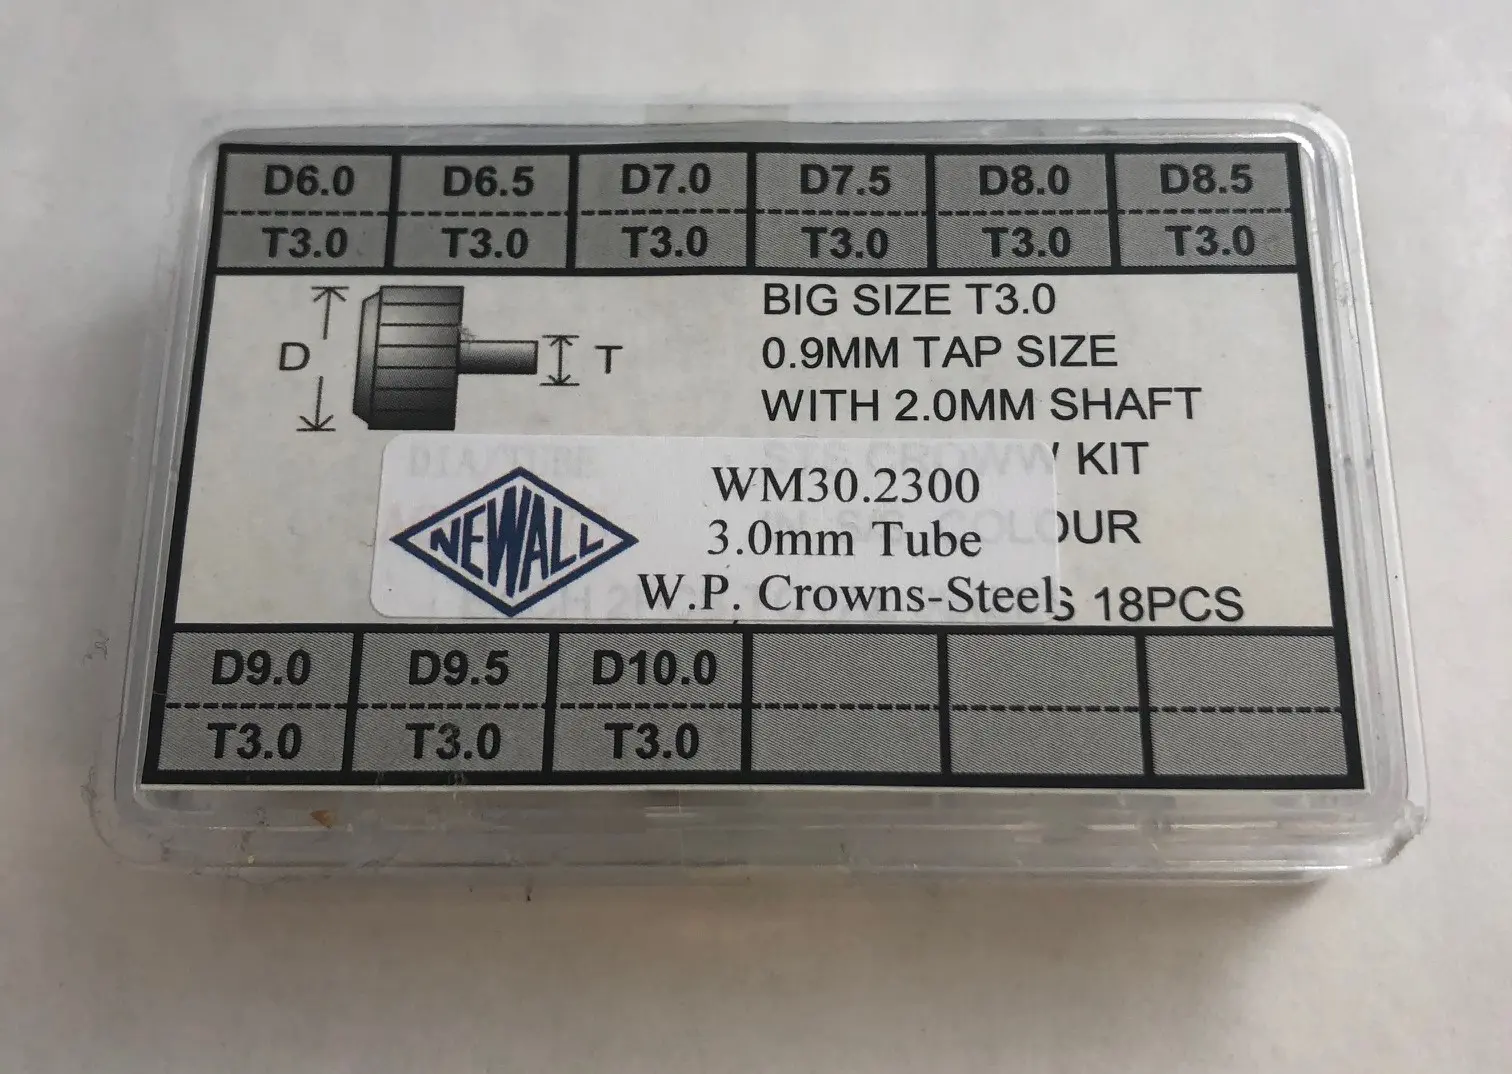 D6.0 D6.5 D7.0 D7.5 D8.0 D8.5
T3.0 T3.0 T3.0 T3.0 T3.0 T3.0
BIG SIZE T3.0
0.9MM TAP SIZE
D T
WITH 2.0MM SHAFT
KIT
NEWALL
WM30.2300
3.0mm Tube
W.P. Crowns-Steel
18PCS
D9.0 D9.5 D10.0
T3.0 T3.0 T3.0